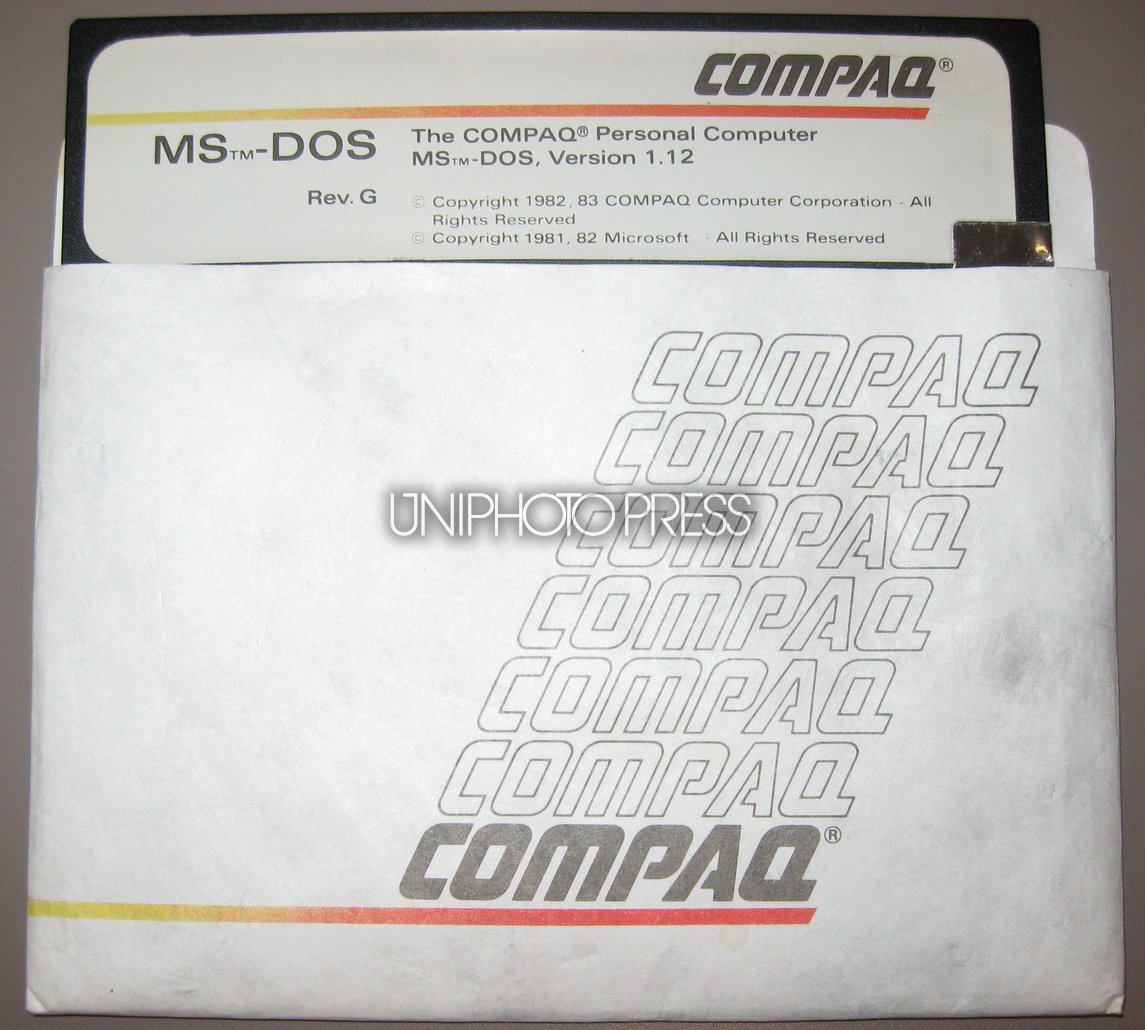 COMPAQ®
MS™-DOS
The COMPAQ® Personal Computer
MS™-DOS, Version 1.12
Rev. G
© Copyright 1982, 83 COMPAQ Computer Corporation - All
Rights Reserved
© Copyright 1981, 82 Microsoft - All Rights Reserved
COMPAQ
COMPAQ
COMPAQ
UNIPHOTO PRESS
COMPAQ
COMPAQ
COMPAQ
COMPAQ®